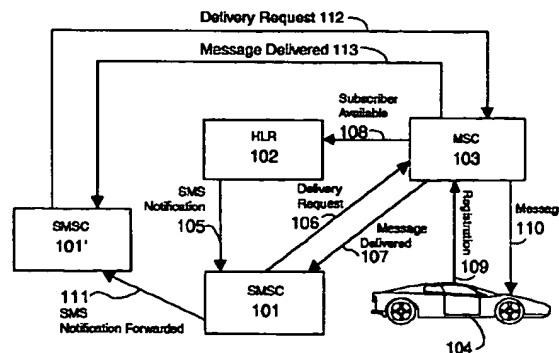 Delivery Request 112
Message Delivered 113
Subscriber
Available
108
HLR
102
MSC
103
SMS
Notification
105
Delivery
Request
106
Message
Delivered
107
Registration
109
Message
110
SMSC
101'
111
SMS
Notification Forwarded
SMSC
101
104